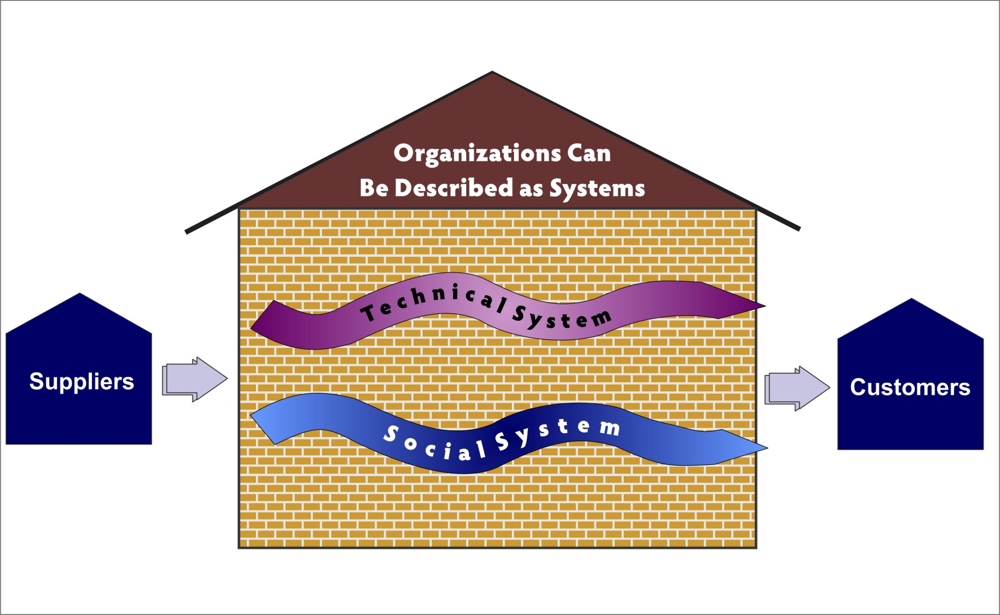 Organizations Can
Be Described as Systems
Technical System
Suppliers
Customers
Social System